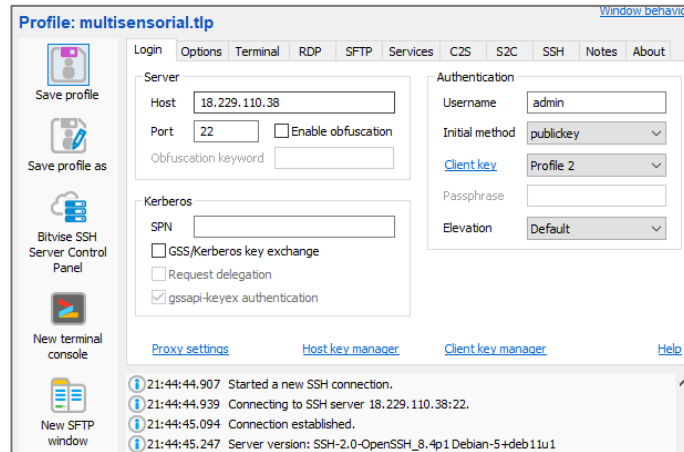 Window behavio
Profile: multisensorial.tlp
Save profile
Save profile as
Bitvise SSH
Server Control
Panel
New terminal
console
New SFTP
window
Login Options Terminal RDP SFTP Services C2S S2C SSH Notes About
Server
Host 18.229.110.38
Port 22 Enable obfuscation
Obfuscation keyword
Kerberos
SPN
GSS/Kerberos key exchange
Request delegation
gssapi-keyex authentication
Authentication
Username admin
Initial method publickey
Client key Profile 2
Passphrase
Elevation Default
Proxy settings Host key manager Client key manager Help
21:44:44.907 Started a new SSH connection.
21:44:44.939 Connecting to SSH server 18.229.110.38:22.
21:44:45.094 Connection established.
21:44:45.247 Server version: SSH-2.0-OpenSSH_8.4p1 Debian-5+deb11u1